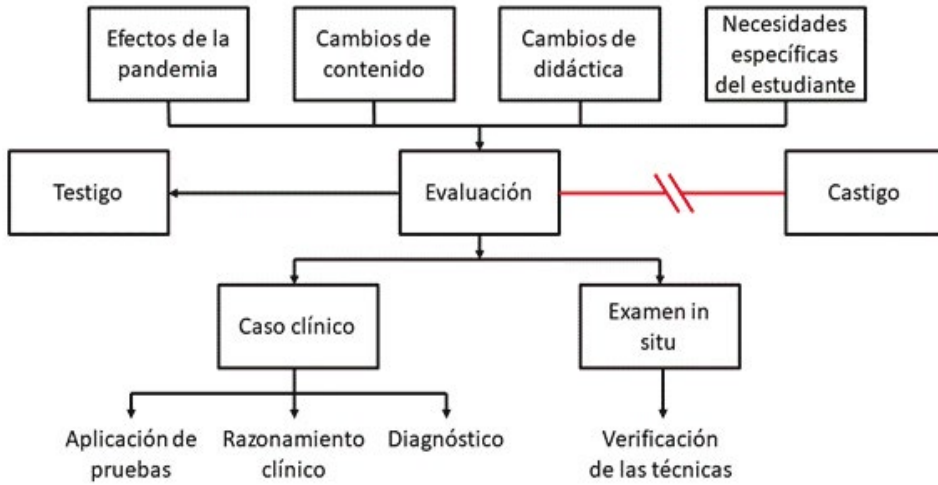 Efectos de la
pandemia
Cambios de
contenido
Cambios de
didáctica
Necesidades
específicas
del estudiante
Testigo
Evaluación
Castigo
Caso clínico
Examen in
situ
Aplicación de
pruebas
Razonamiento
clínico
Diagnóstico
Verificación
de las técnicas